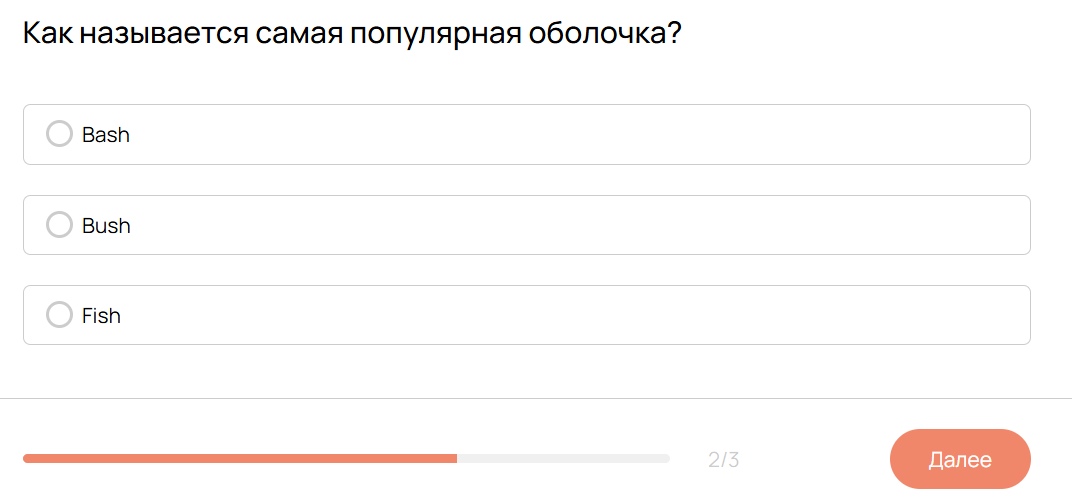 Как называется самая популярная оболочка?
Bash
Bush
Fish
2/3
Далее